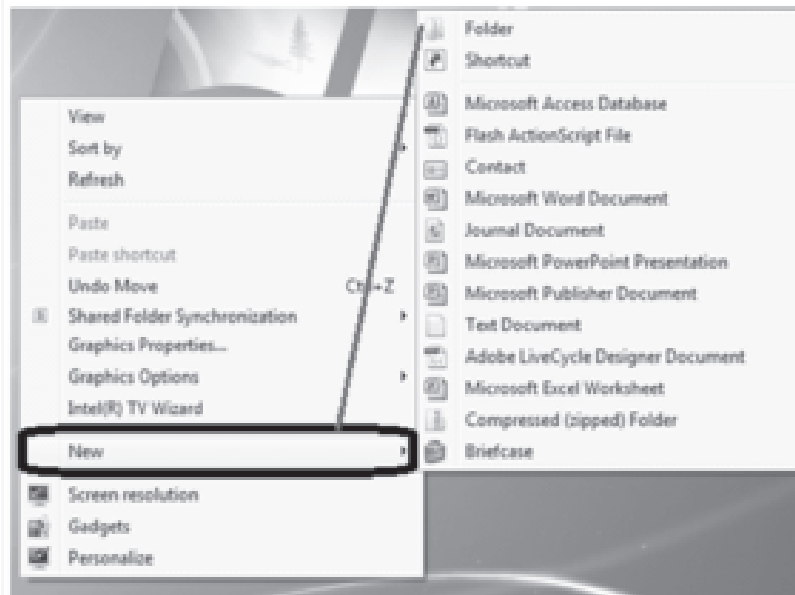 View
Sort by
Refresh
Paste
Paste shortcut
Undo Move Ctrl+Z
Shared Folder Synchronization
Graphics Properties...
Graphics Options
Intel(R) TV Wizard
New
Screen resolution
Gadgets
Personalize
Folder
Shortcut
Microsoft Access Database
Flash ActionScript File
Contact
Microsoft Word Document
Journal Document
Microsoft PowerPoint Presentation
Microsoft Publisher Document
Text Document
Adobe LiveCycle Designer Document
Microsoft Excel Worksheet
Compressed (zipped) Folder
Briefcase